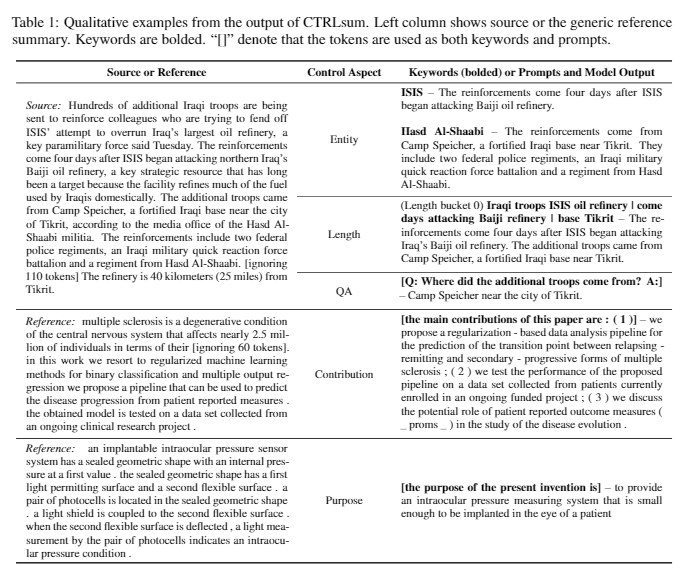 Table 1: Qualitative examples from the output of CTRLsum. Left column shows source or the generic reference
summary. Keywords are bolded. “[]” denote that the tokens are used as both keywords and prompts.
Source or Reference
Control Aspect
Keywords (bolded) or Prompts and Model Output
Source: Hundreds of additional Iraqi troops are being
sent to reinforce colleagues who are trying to fend off
ISIS’ attempt to overrun Iraq’s largest oil refinery, a
key paramilitary force said Tuesday. The reinforcements
come four days after ISIS began attacking northern Iraq’s
Baiji oil refinery, a key strategic resource that has long
been a target because the facility refines much of the fuel
used by Iraqis domestically. The additional troops came
from Camp Speicher, a fortified Iraqi base near the city
of Tikrit, according to the media office of the Hasd Al-
Shaabi militia. The reinforcements include two federal
police regiments, an Iraqi military quick reaction force
battalion and a regiment from Hasd Al-Shaabi. [ignoring
110 tokens] The refinery is 40 kilometers (25 miles) from
Tikrit.
Entity
ISIS – The reinforcements come four days after ISIS
began attacking Baiji oil refinery.
Hasd Al-Shaabi – The reinforcements come from
Camp Speicher, a fortified Iraqi base near Tikrit. They
include two federal police regiments, an Iraqi military
quick reaction force battalion and a regiment from Hasd
Al-Shaabi.
Length
(Length bucket 0) Iraqi troops ISIS oil refinery | come
days attacking Baiji refinery | base Tikrit – The re-
inforcements come four days after ISIS began attacking
Iraq’s Baiji oil refinery. The additional troops came from
Camp Speicher, a fortified Iraqi base near Tikrit.
QA
[Q: Where did the additional troops come from? A:]
– Camp Speicher near the city of Tikrit.
Reference: multiple sclerosis is a degenerative condition
of the central nervous system that affects nearly 2.5 mil-
lion of individuals in terms of their [ignoring 60 tokens].
in this work we resort to regularized machine learning
methods for binary classification and multiple output re-
gression we propose a pipeline that can be used to predict
the disease progression from patient reported measures .
the obtained model is tested on a data set collected from
an ongoing clinical research project .
Contribution
[the main contributions of this paper are : ( 1 )] – we
propose a regularization - based data analysis pipeline for
the prediction of the transition point between relapsing -
remitting and secondary - progressive forms of multiple
sclerosis ; ( 2 ) we test the performance of the proposed
pipeline on a data set collected from patients currently
enrolled in an ongoing funded project ; ( 3 ) we discuss
the potential role of patient reported outcome measures (
_ proms _ ) in the study of the disease evolution .
Reference: an implantable intraocular pressure sensor
system has a sealed geometric shape with an internal pres-
sure at a first value . the sealed geometric shape has a first
light permitting surface and a second flexible surface . a
pair of photocells is located in the sealed geometric shape
. a light shield is coupled to the second flexible surface .
when the second flexible surface is deflected , a light mea-
surement by the pair of photocells indicates an intraocu-
lar pressure condition .
Purpose
[the purpose of the present invention is] – to provide
an intraocular pressure measuring system that is small
enough to be implanted in the eye of a patient